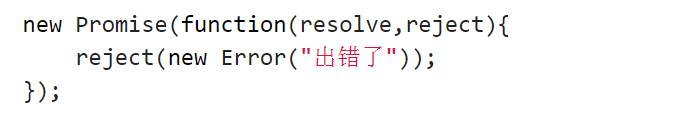 new Promise(function(resolve,reject){
    reject(new Error("出错了"));
});